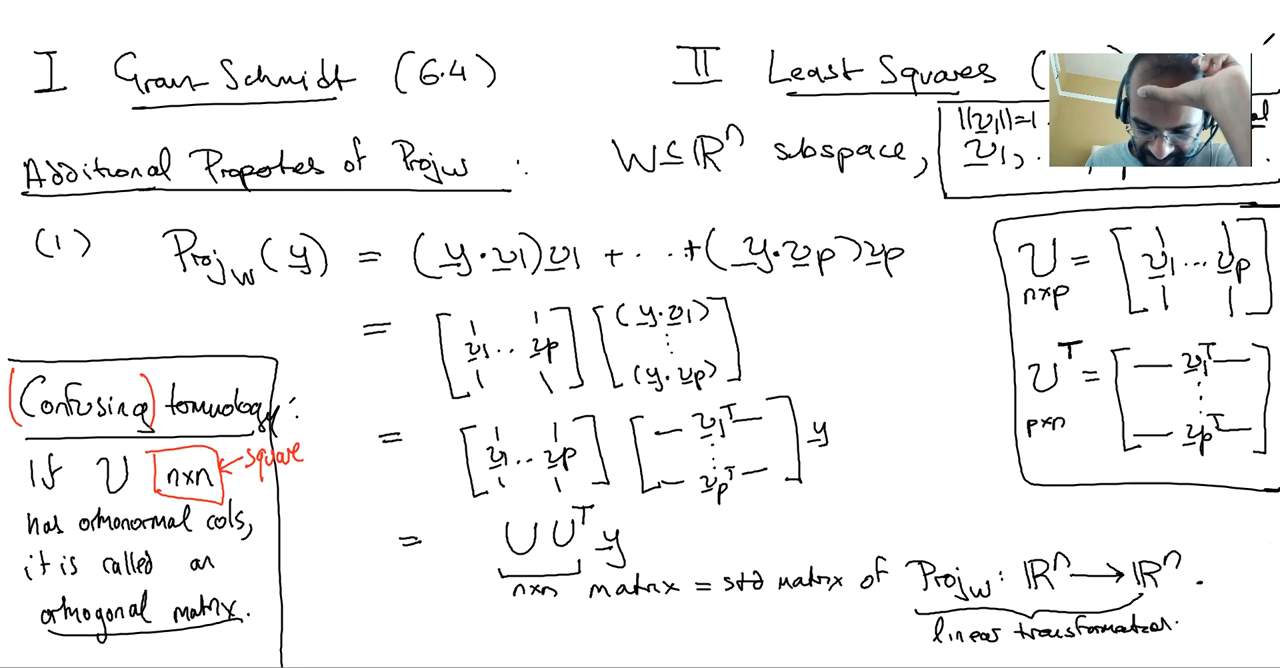 I Gram Schmidt (6.4)
II Least Squares (
Additional Properties of Projw :
W ⊆ ℝⁿ subspace,
||v1||=1
v1, .
(1) Projw(y) = (y·v1)v1 + ... + (y·vp)vp
= [v1 .. vp] [(y·v1) ⋮ (y·vp)]
= [v1 .. vp] [— v1ᵀ — ⋮ — vpᵀ —] y
= U Uᵀ y
n×n matrix = std matrix of Projw : ℝⁿ → ℝⁿ.
linear transformation.
U = [v1 ... vp]
n×p
Uᵀ = [— v1ᵀ — ⋮ — vpᵀ —]
p×n
(Confusing) terminology:
If U n×n ← square
has orthonormal cols,
it is called an
orthogonal matrix.